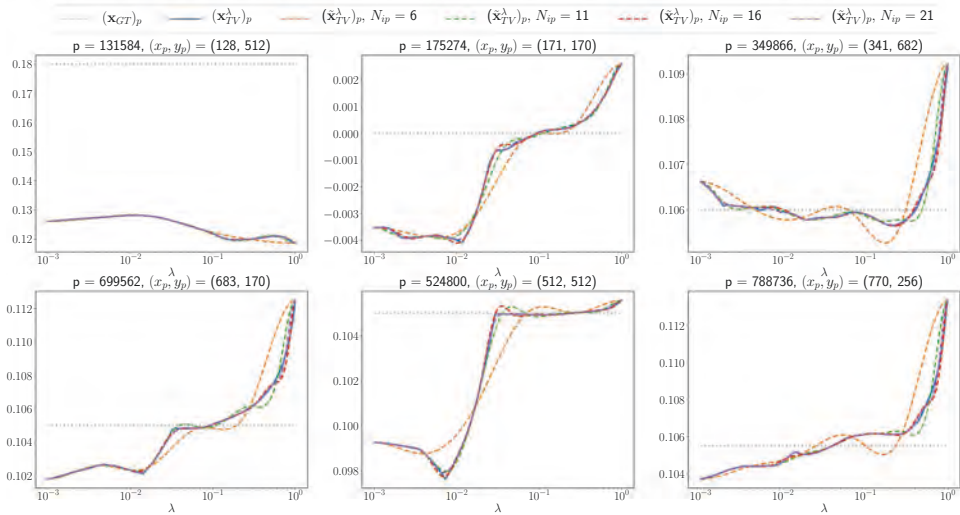 (x_GT)_p (x^λ_TV)_p (x̃^λ_TV)_p, N_ip = 6 (x̃^λ_TV)_p, N_ip = 11 (x̃^λ_TV)_p, N_ip = 16 (x̃^λ_TV)_p, N_ip = 21
p = 131584, (x_p, y_p) = (128, 512) p = 175274, (x_p, y_p) = (171, 170) p = 349866, (x_p, y_p) = (341, 682)
0.18
0.17
0.16
0.15
0.14
0.13
0.12
10^−3 10^−2 10^−1 10^0
λ
0.002
0.001
0.000
−0.001
−0.002
−0.003
−0.004
10^−3 10^−2 10^−1 10^0
λ
0.109
0.108
0.107
0.106
10^−3 10^−2 10^−1 10^0
λ
p = 699562, (x_p, y_p) = (683, 170) p = 524800, (x_p, y_p) = (512, 512) p = 788736, (x_p, y_p) = (770, 256)
0.112
0.110
0.108
0.106
0.104
0.102
10^−3 10^−2 10^−1 10^0
λ
0.104
0.102
0.100
0.098
10^−3 10^−2 10^−1 10^0
λ
0.112
0.110
0.108
0.106
0.104
10^−3 10^−2 10^−1 10^0
λ